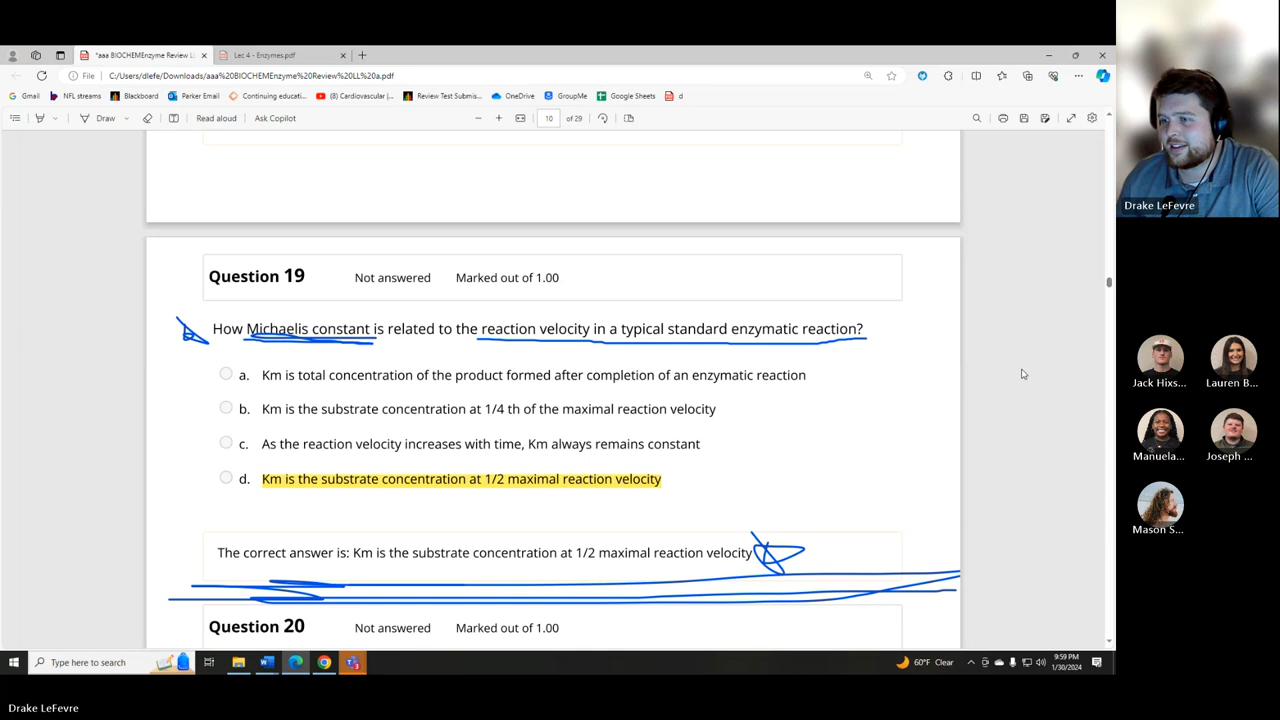 *aaa BIOCHEMEnzyme Review L
Lec 4 - Enzymes.pdf
File
C:/Users/dlefe/Downloads/aaa%20BIOCHEMEnzyme%20Review%20LL%20a.pdf
Gmail
NFL streams
Blackboard
Parker Email
Continuing educati...
(8) Cardiovascular |...
Review Test Submis...
OneDrive
GroupMe
Google Sheets
d
Draw
Read aloud
Ask Copilot
10 of 29
Drake LeFevre
Question 19 Not answered Marked out of 1.00
How Michaelis constant is related to the reaction velocity in a typical standard enzymatic reaction?
a. Km is total concentration of the product formed after completion of an enzymatic reaction
b. Km is the substrate concentration at 1/4 th of the maximal reaction velocity
c. As the reaction velocity increases with time, Km always remains constant
d. Km is the substrate concentration at 1/2 maximal reaction velocity
The correct answer is: Km is the substrate concentration at 1/2 maximal reaction velocity
Question 20 Not answered Marked out of 1.00
Jack Hixs...
Lauren B...
Manuela...
Joseph ...
Mason S...
Type here to search
60°F Clear
9:59 PM
1/30/2024
Drake LeFevre